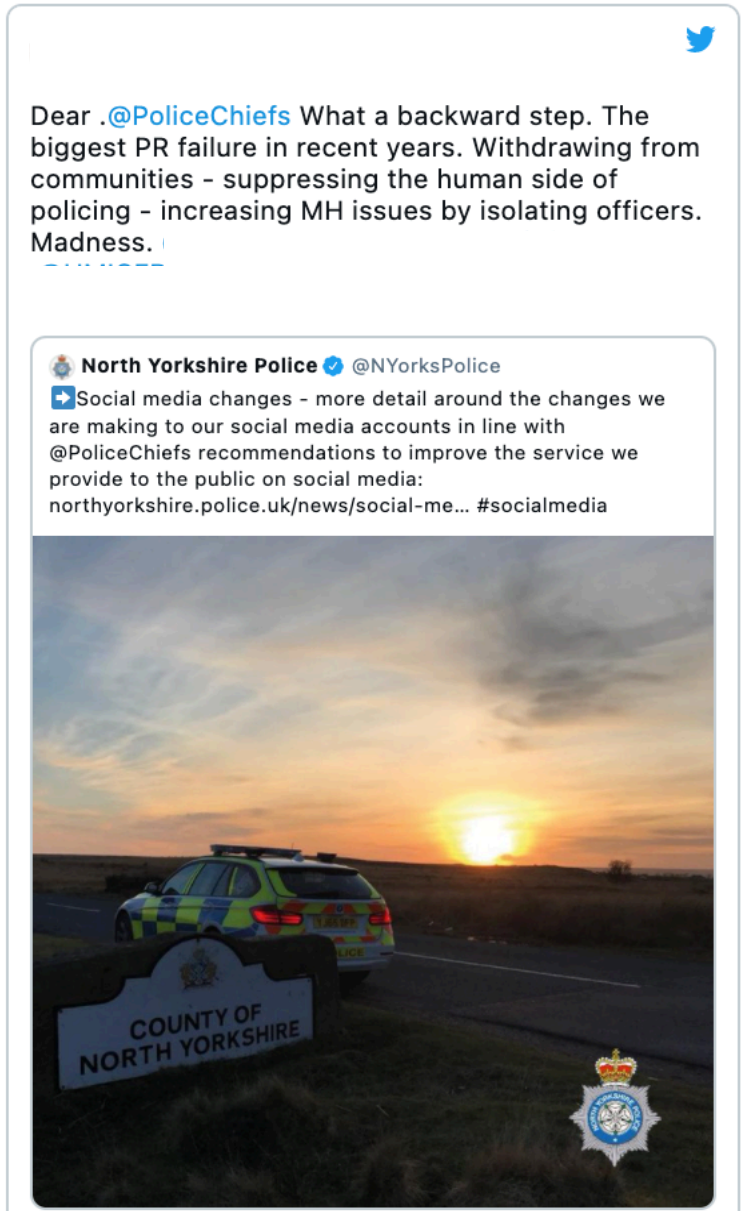 Dear .@PoliceChiefs What a backward step. The
biggest PR failure in recent years. Withdrawing from
communities - suppressing the human side of
policing - increasing MH issues by isolating officers.
Madness.
North Yorkshire Police @NYorksPolice
➡Social media changes - more detail around the changes we
are making to our social media accounts in line with
@PoliceChiefs recommendations to improve the service we
provide to the public on social media:
northyorkshire.police.uk/news/social-me... #socialmedia
COUNTY OF
NORTH YORKSHIRE
NORTH YORKSHIRE POLICE